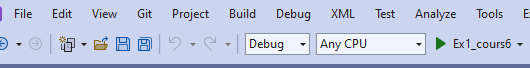 File Edit View Git Project Build Debug XML Test Analyze Tools
Debug Any CPU Ex1_cours6